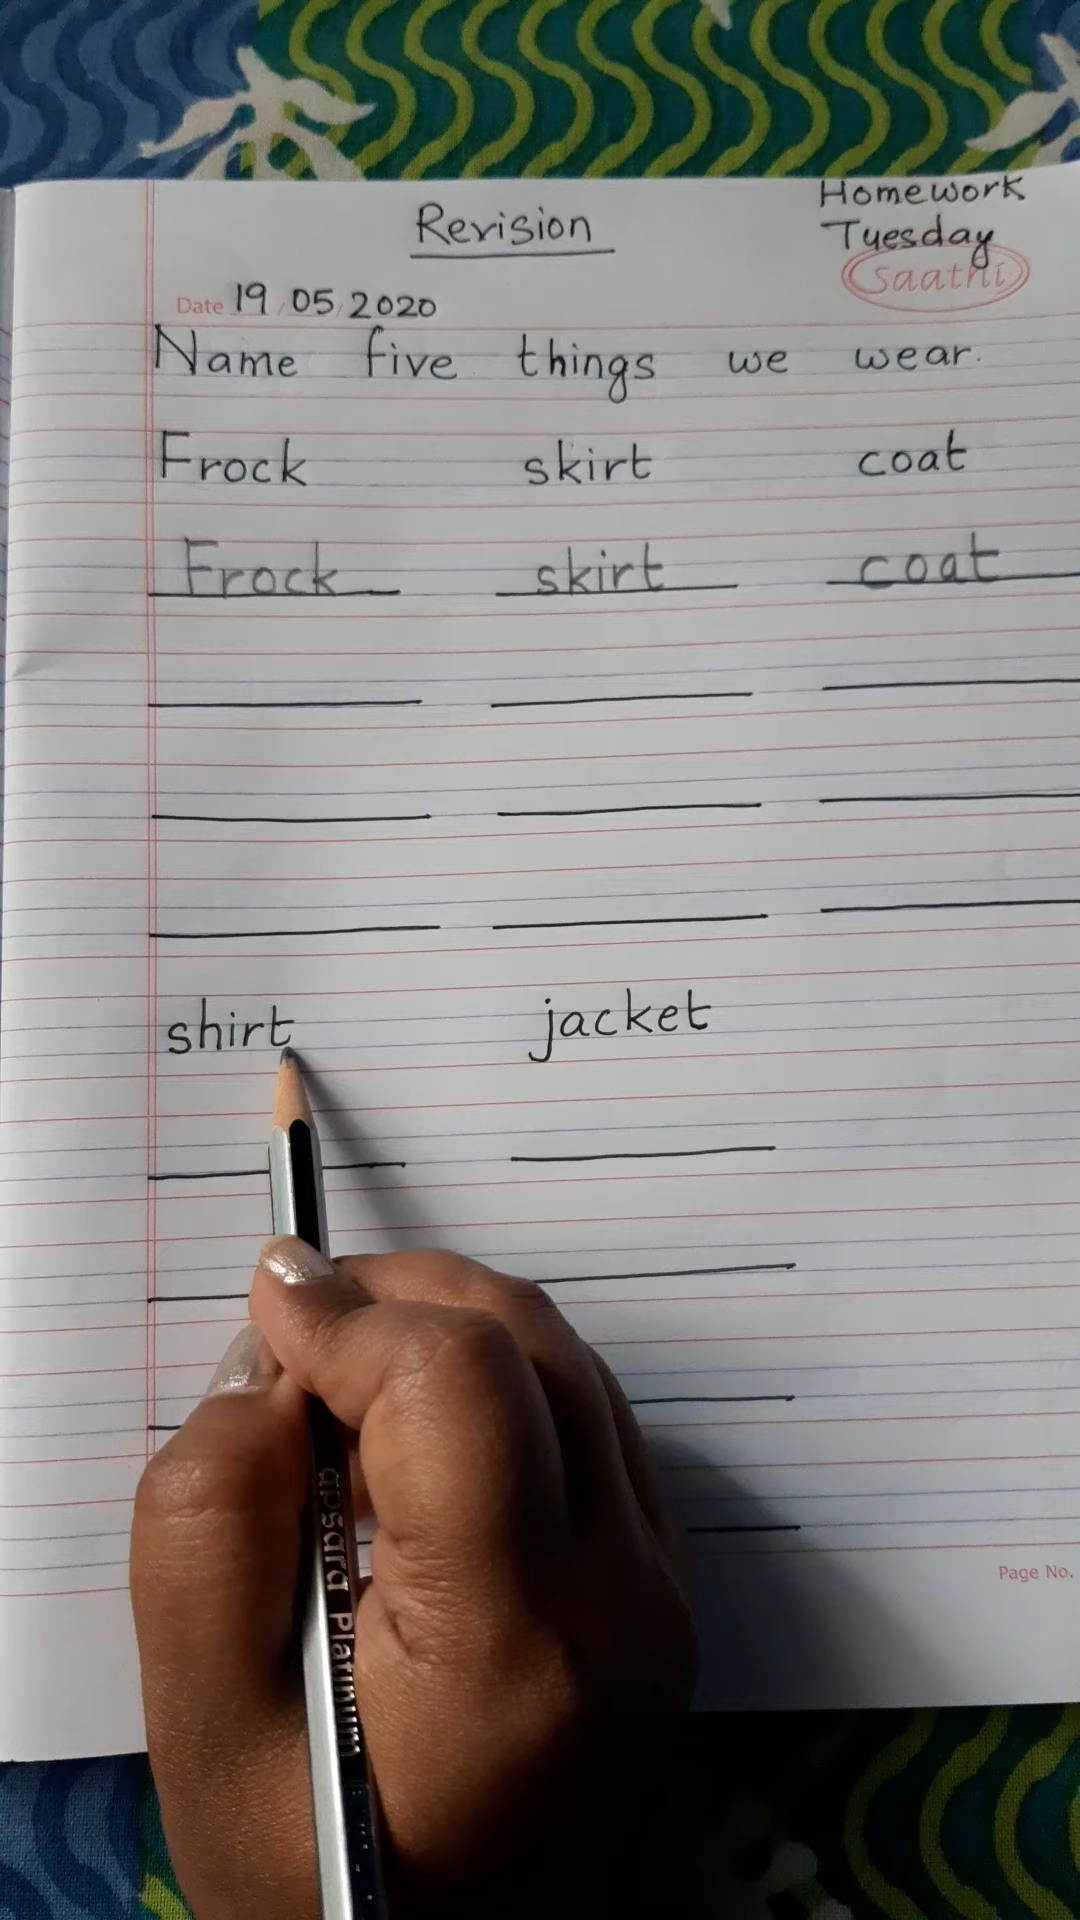 Homework
Revision
Tuesday
saathi
Date 19/05/2020
Name five things we wear.
Frock skirt coat
Frock skirt coat
shirt jacket
apsara Platinum
Page No.